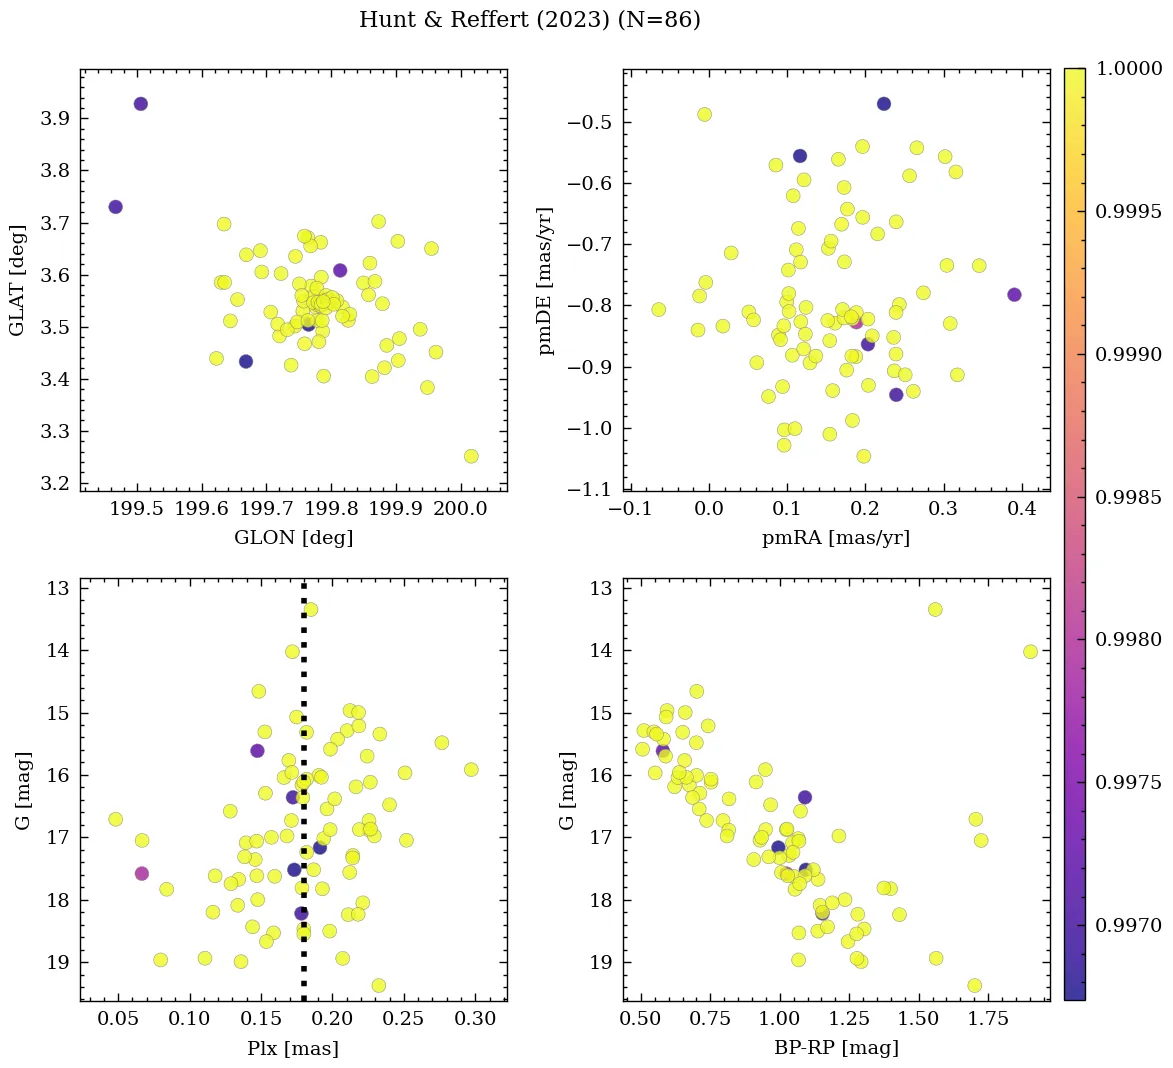 Hunt & Reffert (2023) (N=86)
3.9
3.8
3.7
3.6
3.5
3.4
3.3
3.2
GLAT [deg]
199.5 199.6 199.7 199.8 199.9 200.0
GLON [deg]
−0.5
−0.6
−0.7
−0.8
−0.9
−1.0
−1.1
pmDE [mas/yr]
−0.1 0.0 0.1 0.2 0.3 0.4
pmRA [mas/yr]
13
14
15
16
17
18
19
G [mag]
0.05 0.10 0.15 0.20 0.25 0.30
Plx [mas]
13
14
15
16
17
18
19
G [mag]
0.50 0.75 1.00 1.25 1.50 1.75
BP-RP [mag]
1.0000
0.9995
0.9990
0.9985
0.9980
0.9975
0.9970